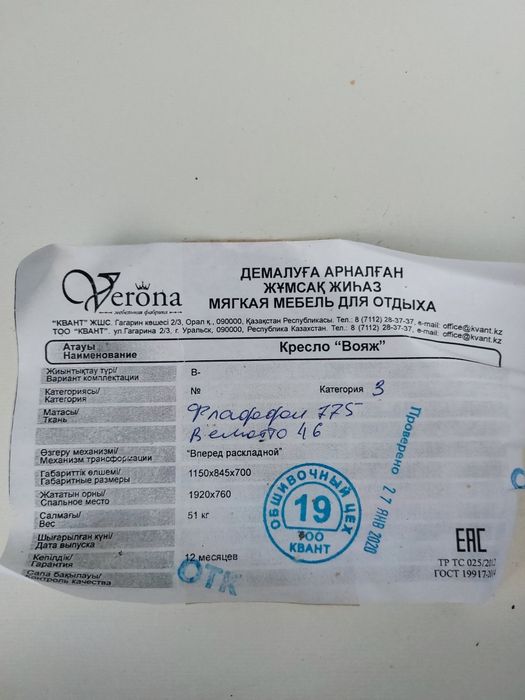 Verona
мебельная фабрика
ДЕМАЛУҒА АРНАЛҒАН
ЖҰМСАҚ ЖИҺАЗ
МЯГКАЯ МЕБЕЛЬ ДЛЯ ОТДЫХА
"КВАНТ" ЖШС. Гагарин көшесі 2/3, Орал қ., 090000, Қазақстан Республикасы. Тел.: 8 (7112) 28-37-37, e-mail: office@kvant.kz
ТОО "КВАНТ". ул.Гагарина 2/3, г. Уральск, 090000, Республика Казахстан. Тел.: 8 (7112) 28-37-37, e-mail: office@kvant.kz
Атауы
Наименование
Кресло "Вояж"
Жиынтықтау түрі/
Вариант комплектации
В-
Категориясы/
Категория
№
Категория 3
Матасы/
Ткань
775
46
Өзгеру механизмі/
Механизм трансформации
"Вперед раскладной"
Габариттік өлшемі/
Габаритные размеры
1150х845х700
Жататын орны/
Спальное место
1920х760
Салмағы/
Вес
51 кг
Шығарылған күні/
Дата выпуска
Кепілдік/
Гарантия
12 месяцев
Сапа бақылауы/
Контроль качества
ОТК
ОБШИВОЧНЫЙ ЦЕХ
19
ТОО КВАНТ
Проверено 27 ЯНВ 2020
EAC
ТР ТС 025/2012
ГОСТ 19917-2014